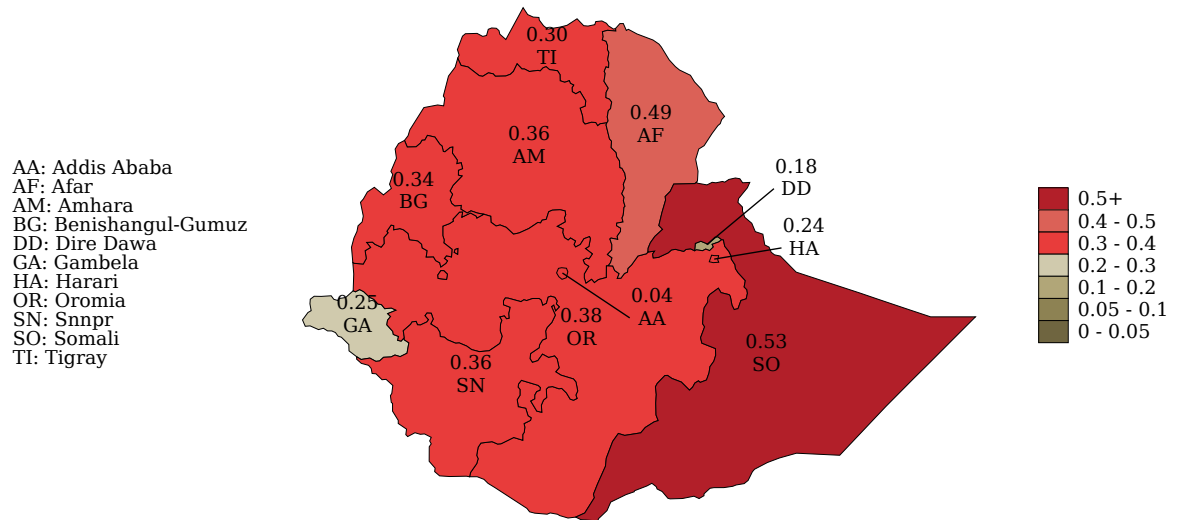 AA: Addis Ababa
AF: Afar
AM: Amhara
BG: Benishangul-Gumuz
DD: Dire Dawa
GA: Gambela
HA: Harari
OR: Oromia
SN: Snnpr
SO: Somali
TI: Tigray
0.30
TI
0.49
AF
0.36
AM
0.34
BG
0.18
DD
0.24
HA
0.25
GA
0.04
AA
0.38
OR
0.36
SN
0.53
SO
0.5+
0.4 - 0.5
0.3 - 0.4
0.2 - 0.3
0.1 - 0.2
0.05 - 0.1
0 - 0.05